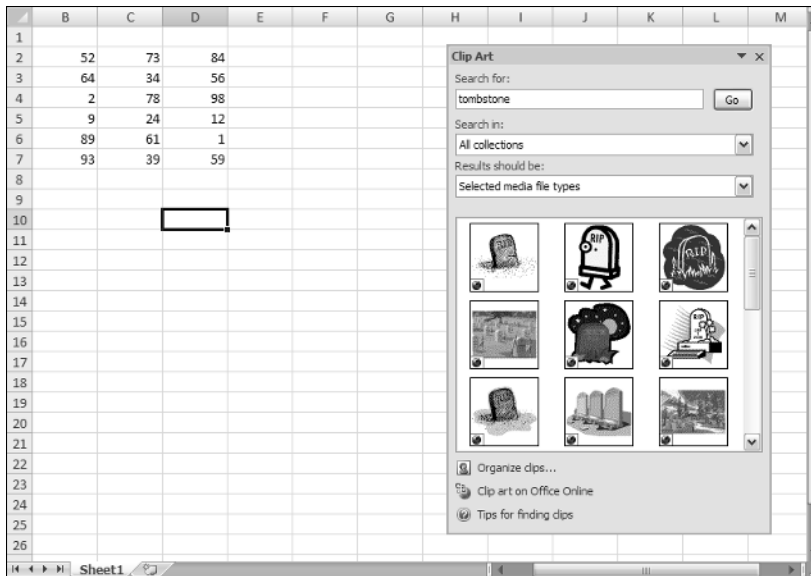 B C D E F G H I J K L M
1
2 52 73 84
3 64 34 56
4 2 78 98
5 9 24 12
6 89 61 1
7 93 39 59
8
9
10
11
12
13
14
15
16
17
18
19
20
21
22
23
24
25
26
Clip Art
Search for:
tombstone Go
Search in:
All collections
Results should be:
Selected media file types
RIP
RIP
RIP
Organize clips...
Clip art on Office Online
Tips for finding clips
Sheet1